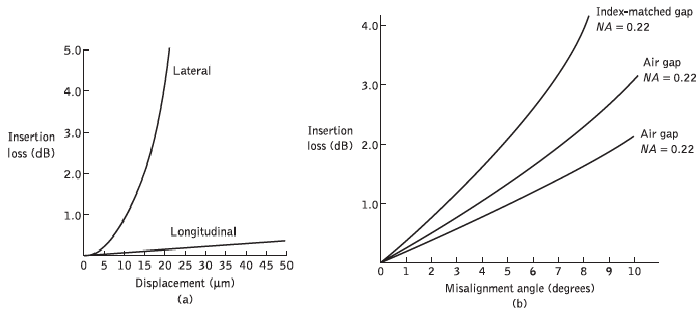 5.0
4.0
3.0
2.0
1.0
Insertion
loss (dB)
Lateral
Longitudinal
0 5 10 15 20 25 30 35 40 45 50
Displacement (μm)
(a)
4.0
3.0
2.0
1.0
0
Insertion
loss (dB)
Index-matched gap
NA = 0.22
Air gap
NA = 0.22
Air gap
NA = 0.22
0 1 2 3 4 5 6 7 8 9 10
Misalignment angle (degrees)
(b)